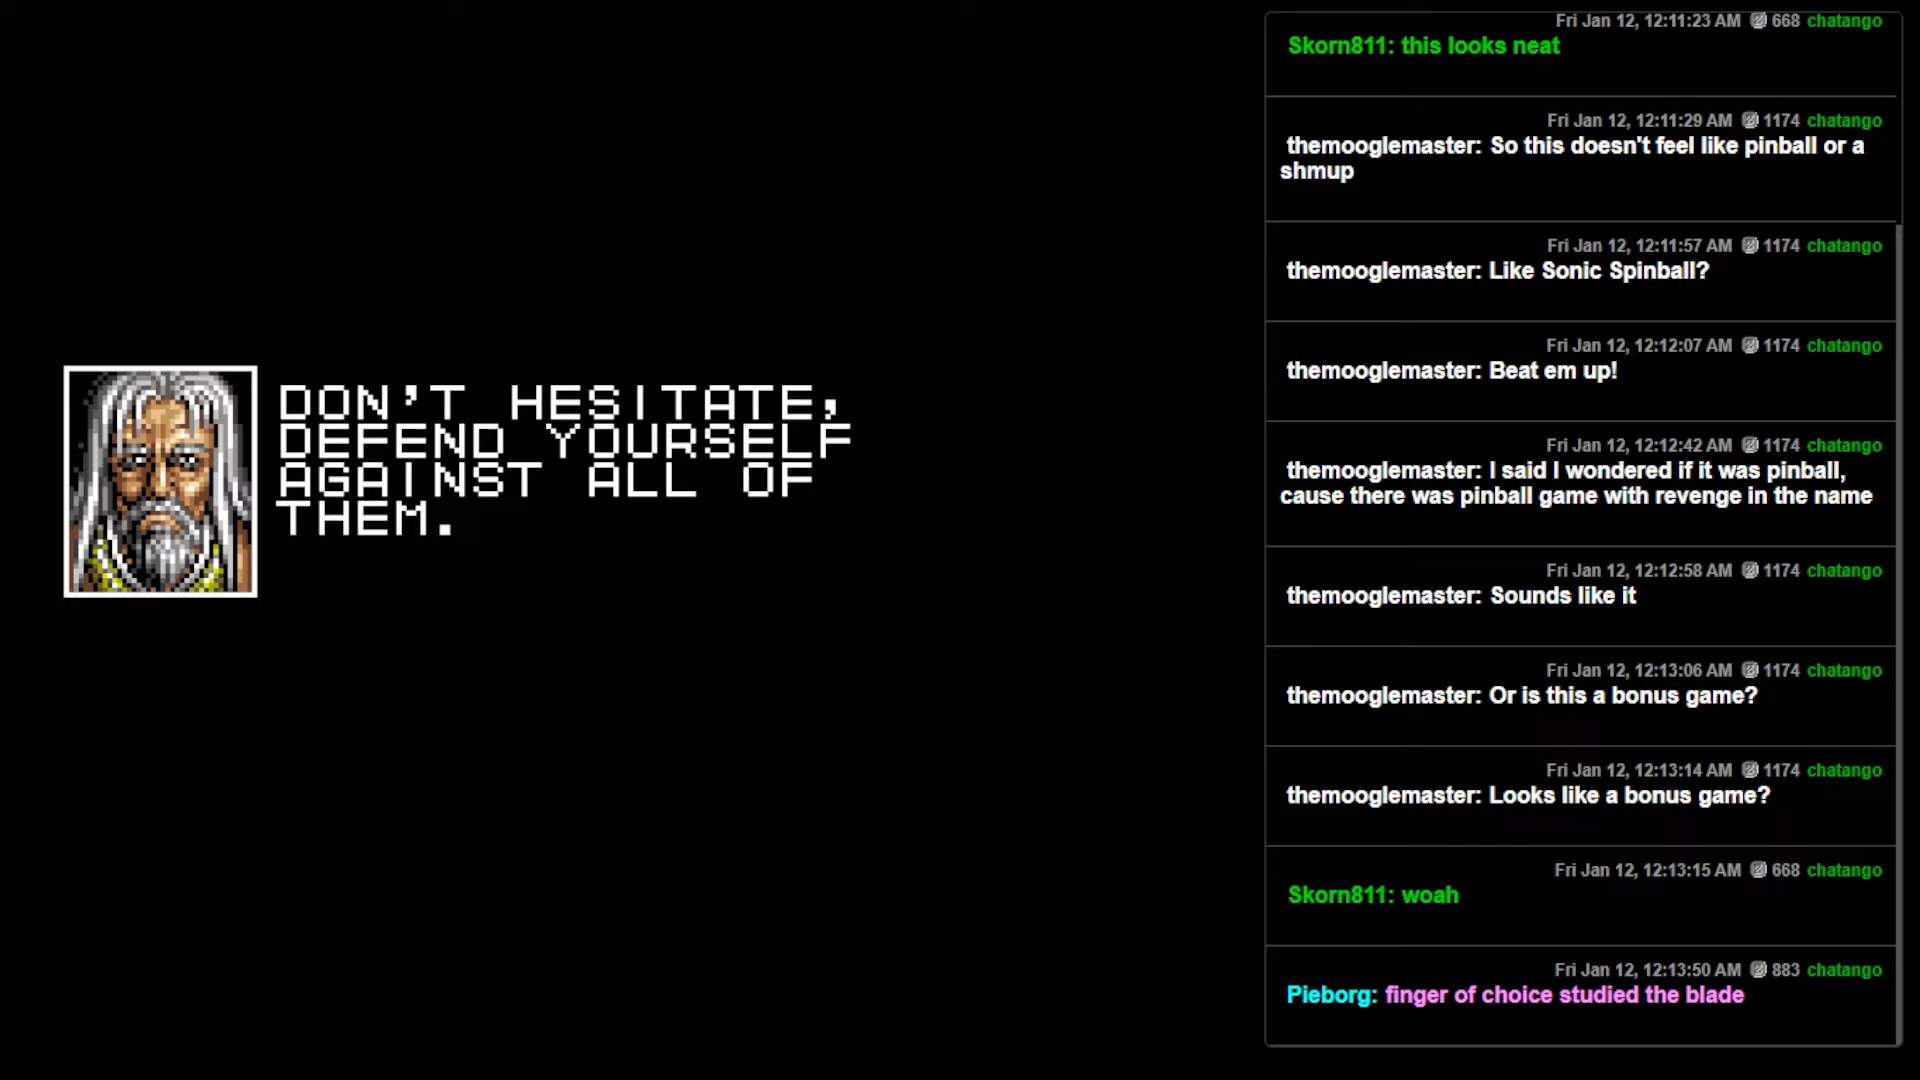 DON'T HESITATE,
DEFEND YOURSELF
AGAINST ALL OF
THEM.
Fri Jan 12, 12:11:23 AM 668 chatango
Skorn811: this looks neat
Fri Jan 12, 12:11:29 AM 1174 chatango
themooglemaster: So this doesn't feel like pinball or a
shmup
Fri Jan 12, 12:11:57 AM 1174 chatango
themooglemaster: Like Sonic Spinball?
Fri Jan 12, 12:12:07 AM 1174 chatango
themooglemaster: Beat em up!
Fri Jan 12, 12:12:42 AM 1174 chatango
themooglemaster: I said I wondered if it was pinball,
cause there was pinball game with revenge in the name
Fri Jan 12, 12:12:58 AM 1174 chatango
themooglemaster: Sounds like it
Fri Jan 12, 12:13:06 AM 1174 chatango
themooglemaster: Or is this a bonus game?
Fri Jan 12, 12:13:14 AM 1174 chatango
themooglemaster: Looks like a bonus game?
Fri Jan 12, 12:13:15 AM 668 chatango
Skorn811: woah
Fri Jan 12, 12:13:50 AM 883 chatango
Pieborg: finger of choice studied the blade